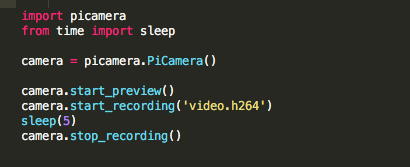 import picamera
from time import sleep
camera = picamera.PiCamera()
camera.start_preview()
camera.start_recording('video.h264')
sleep(5)
camera.stop_recording()